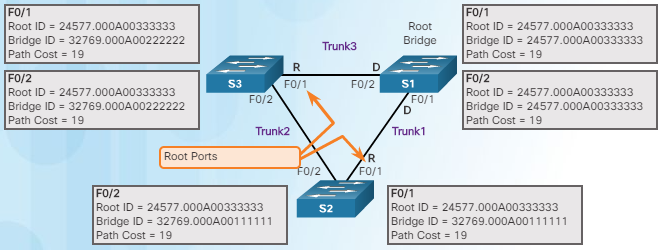 F0/1
Root ID = 24577.000A00333333
Bridge ID = 32769.000A00222222
Path Cost = 19
F0/2
Root ID = 24577.000A00333333
Bridge ID = 32769.000A00222222
Path Cost = 19
Root
Bridge
F0/1
Root ID = 24577.000A00333333
Bridge ID = 24577.000A00333333
Path Cost = 19
F0/2
Root ID = 24577.000A00333333
Bridge ID = 24577.000A00333333
Path Cost = 19
Trunk3
R
D
S3
F0/1
F0/2
S1
F0/2
F0/1
D
Trunk2
Trunk1
Root Ports
R
F0/2
F0/1
S2
F0/2
Root ID = 24577.000A00333333
Bridge ID = 32769.000A00111111
Path Cost = 19
F0/1
Root ID = 24577.000A00333333
Bridge ID = 32769.000A00111111
Path Cost = 19